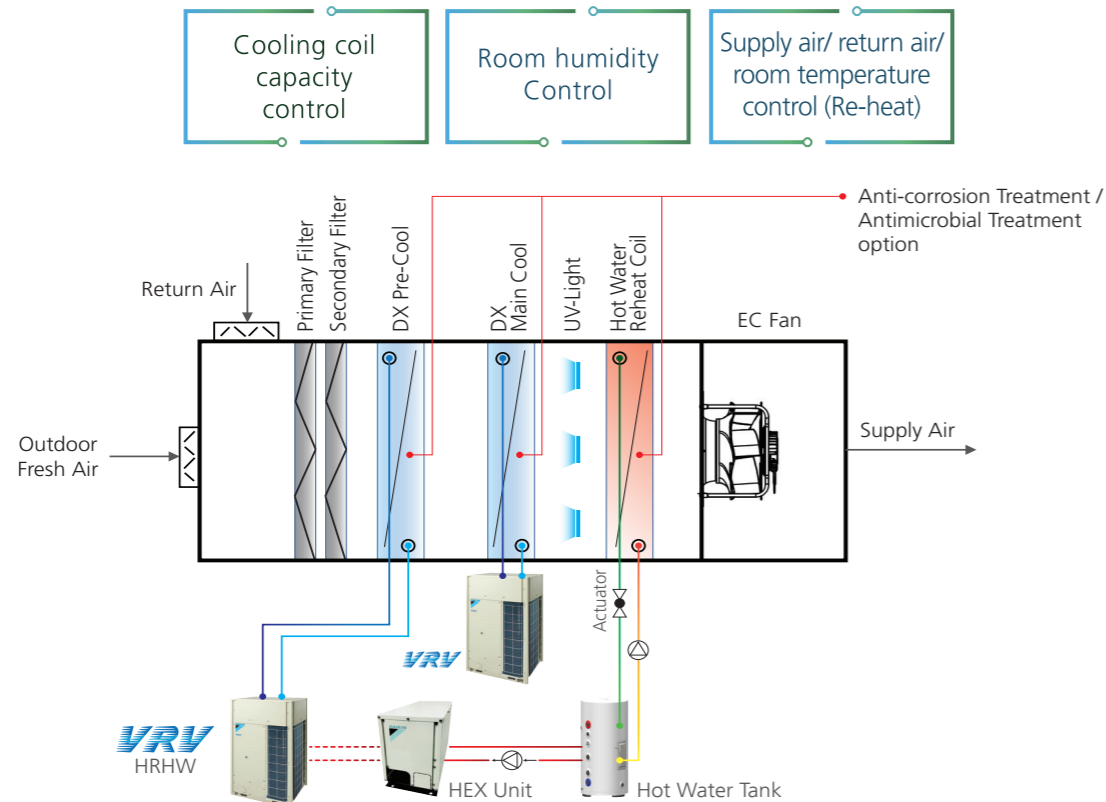 Cooling coil
capacity
control
Room humidity
Control
Supply air/ return air/
room temperature
control (Re-heat)
Anti-corrosion Treatment /
Antimicrobial Treatment
option
Return Air
Primary Filter
Secondary Filter
DX Pre-Cool
DX
Main Cool
UV-Light
Hot Water
Reheat Coil
EC Fan
Outdoor
Fresh Air
Supply Air
Actuator
VRV
VRV
HRHW
HEX Unit
Hot Water Tank